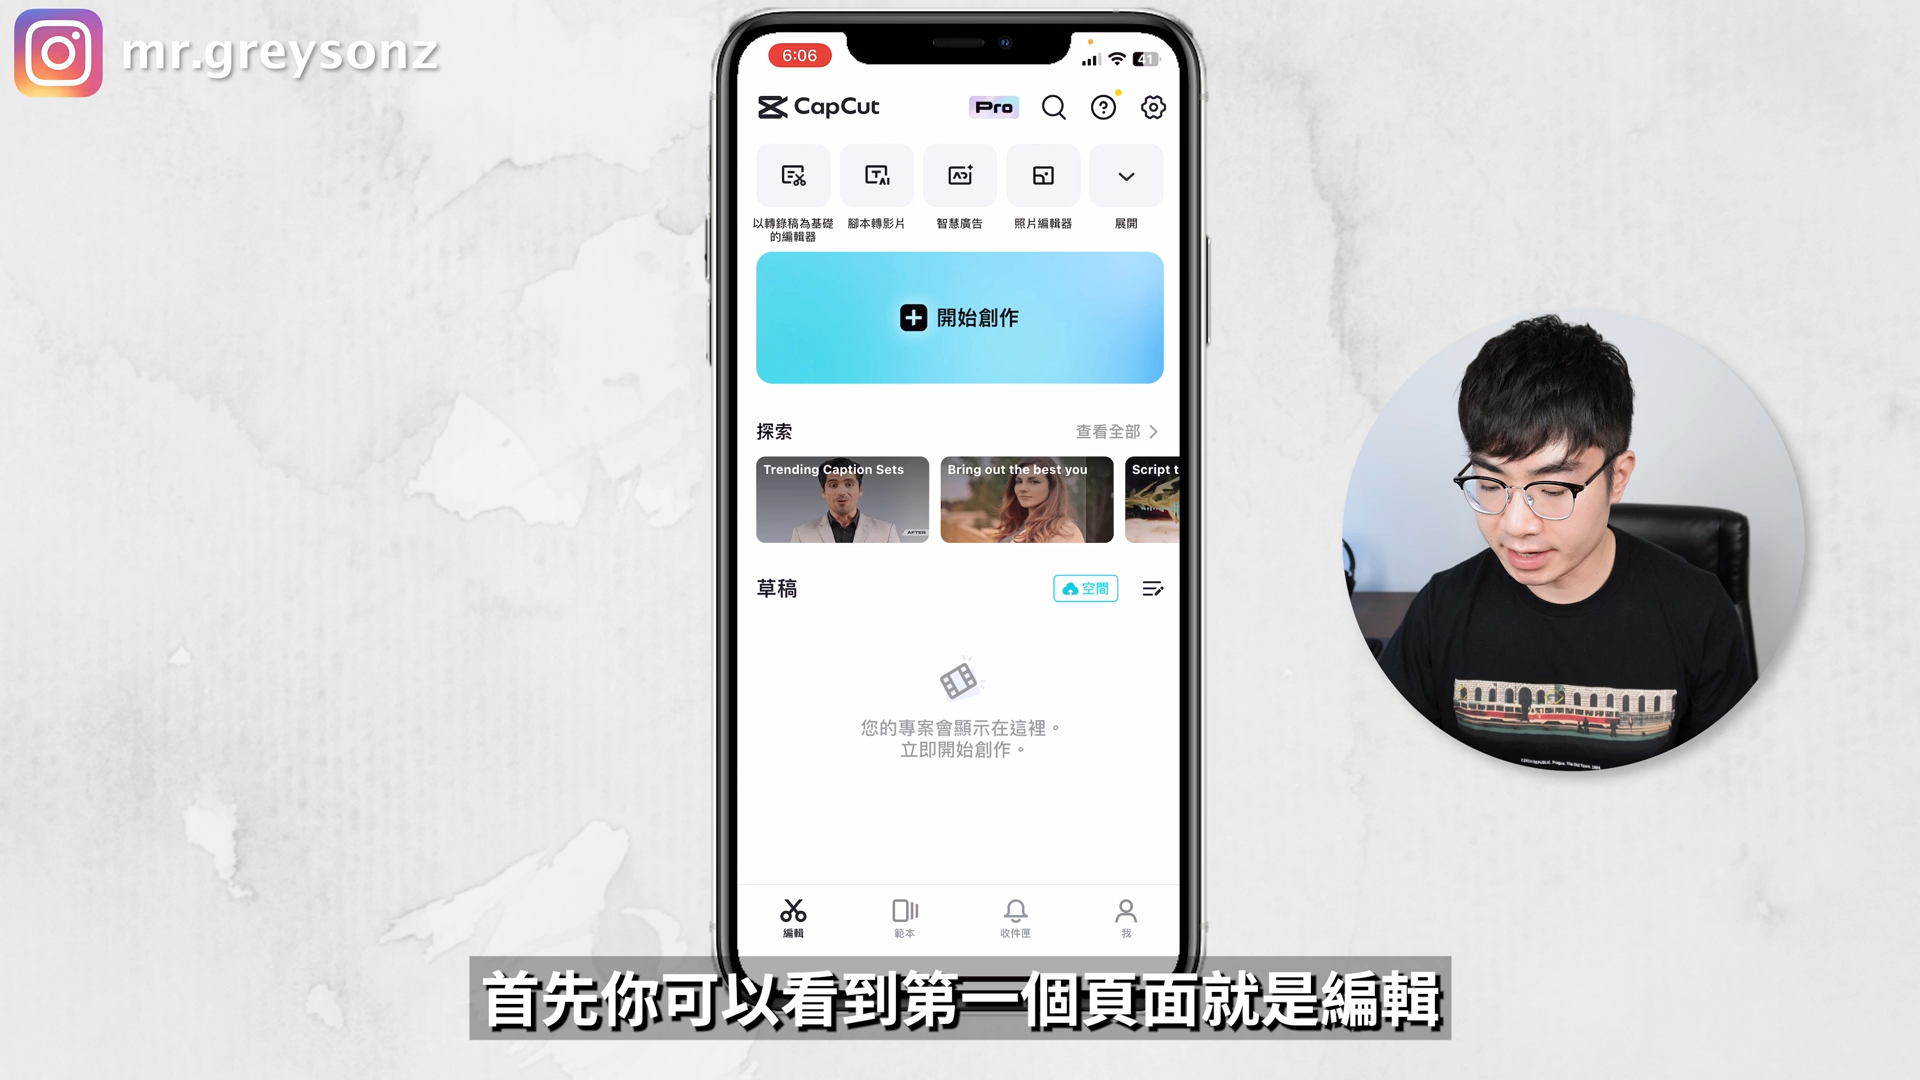 mr.greysonz
6:06
41
CapCut
Pro
以轉錄稿為基礎
的編輯器
腳本轉影片
智慧廣告
照片編輯器
展開
開始創作
探索
查看全部
Trending Caption Sets
AFTER
Bring out the best you
Script t
草稿
空間
您的專案會顯示在這裡。
立即開始創作。
編輯
範本
收件匣
我
首先你可以看到第一個頁面就是編輯